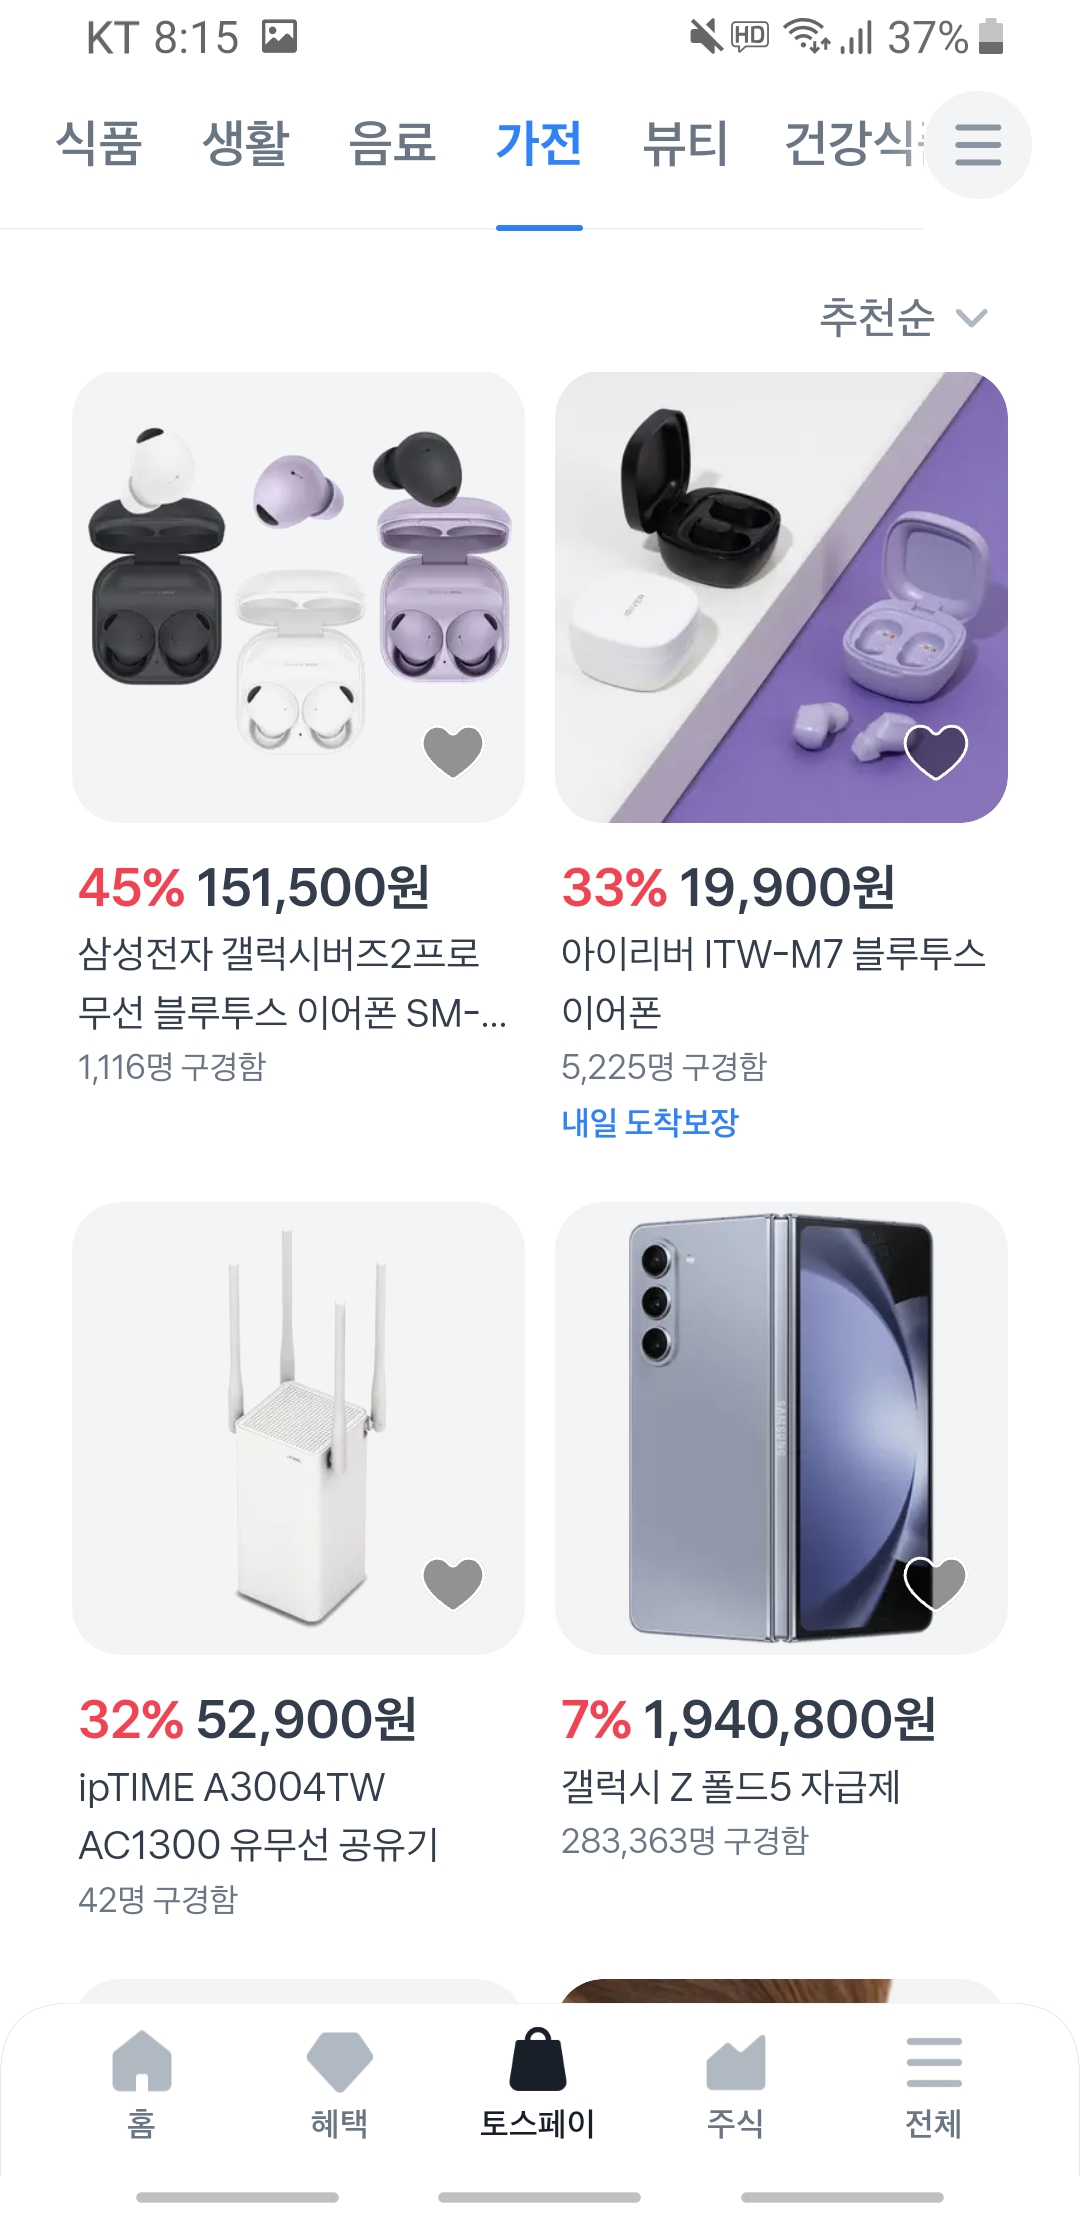 KT 8:15
HD 37%
식품 생활 음료 가전 뷰티 건강식
추천순
45% 151,500원
삼성전자 갤럭시버즈2프로
무선 블루투스 이어폰 SM-...
1,116명 구경함
33% 19,900원
아이리버 ITW-M7 블루투스
이어폰
5,225명 구경함
내일 도착보장
SAMSUNG
32% 52,900원
ipTIME A3004TW
AC1300 유무선 공유기
42명 구경함
7% 1,940,800원
갤럭시 Z 폴드5 자급제
283,363명 구경함
홈 혜택 토스페이 주식 전체